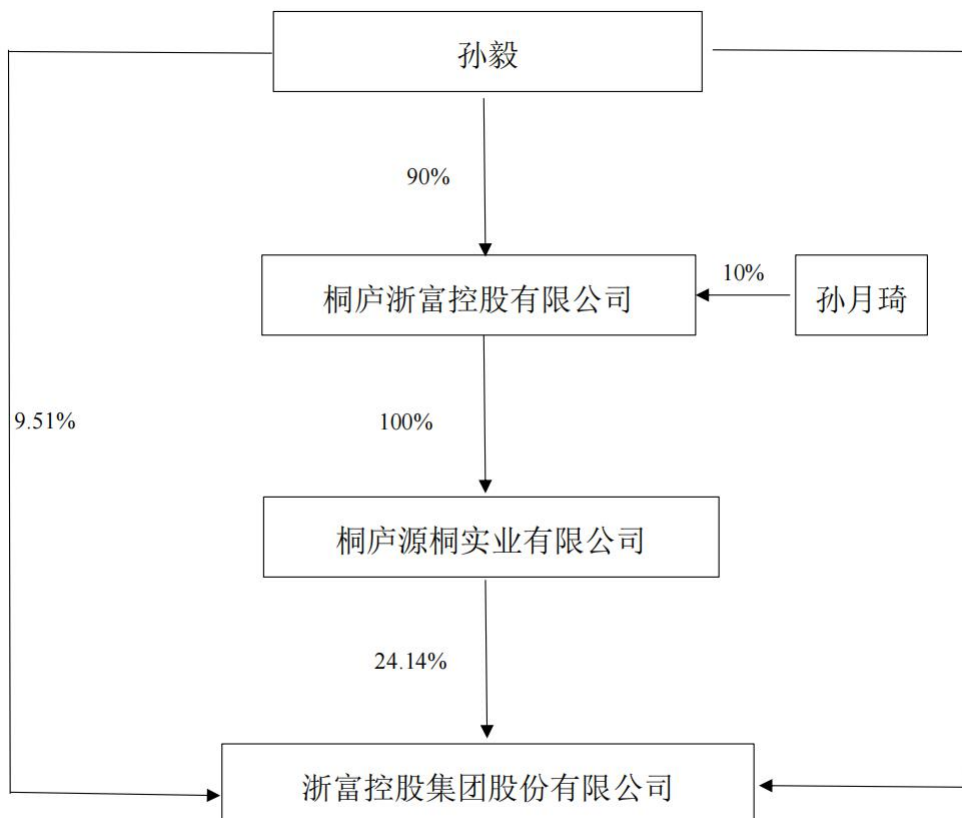 孙毅
90%
桐庐浙富控股有限公司
10%
孙月琦
9.51%
100%
桐庐源桐实业有限公司
24.14%
浙富控股集团股份有限公司